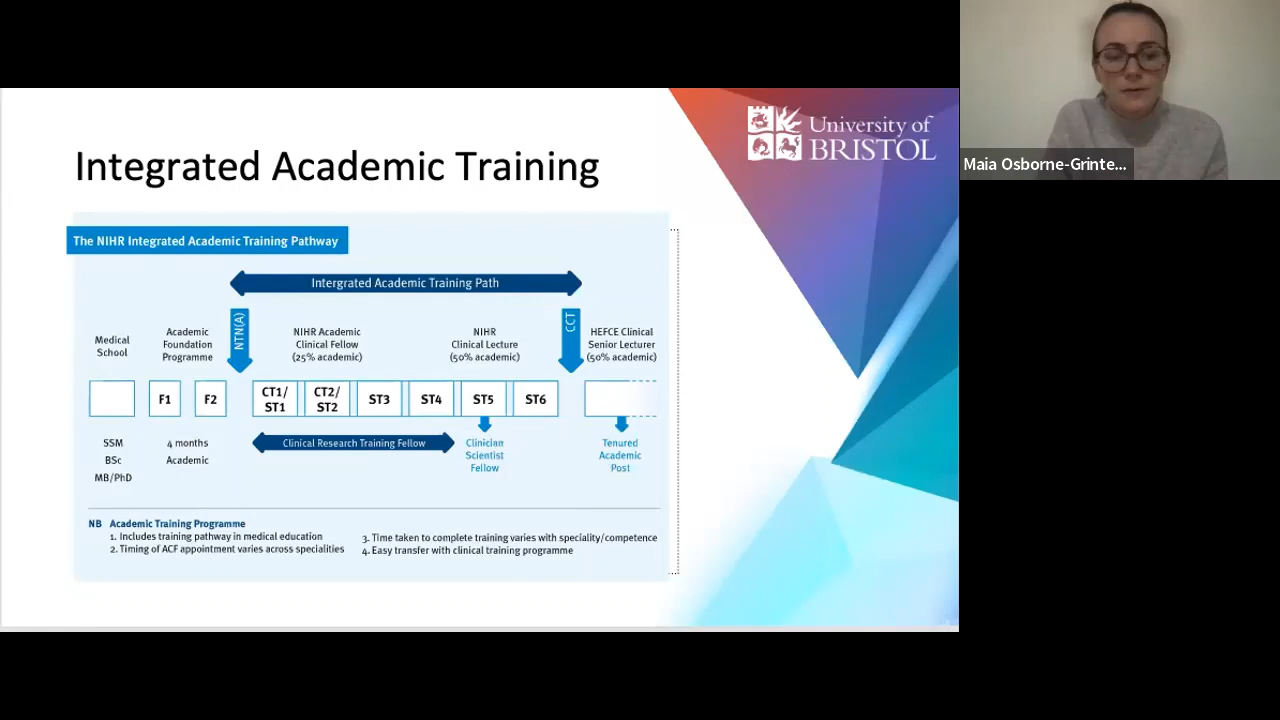 University of
BRISTOL
Maia Osborne-Grinte...
Integrated Academic Training
The NIHR Integrated Academic Training Pathway
Intergrated Academic Training Path
NTN(A)
CCT
Medical
School
Academic
Foundation
Programme
NIHR Academic
Clinical Fellow
(25% academic)
NIHR
Clinical Lecture
(50% academic)
HEFCE Clinical
Senior Lecturer
(50% academic)
F1
F2
CT1/
ST1
CT2/
ST2
ST3
ST4
ST5
ST6
SSM
BSc
MB/PhD
4 months
Academic
Clinical Research Training Fellow
Clinician
Scientist
Fellow
Tenured
Academic
Post
NB Academic Training Programme
1. Includes training pathway in medical education
2. Timing of ACF appointment varies across specialities
3. Time taken to complete training varies with speciality/competence
4. Easy transfer with clinical training programme